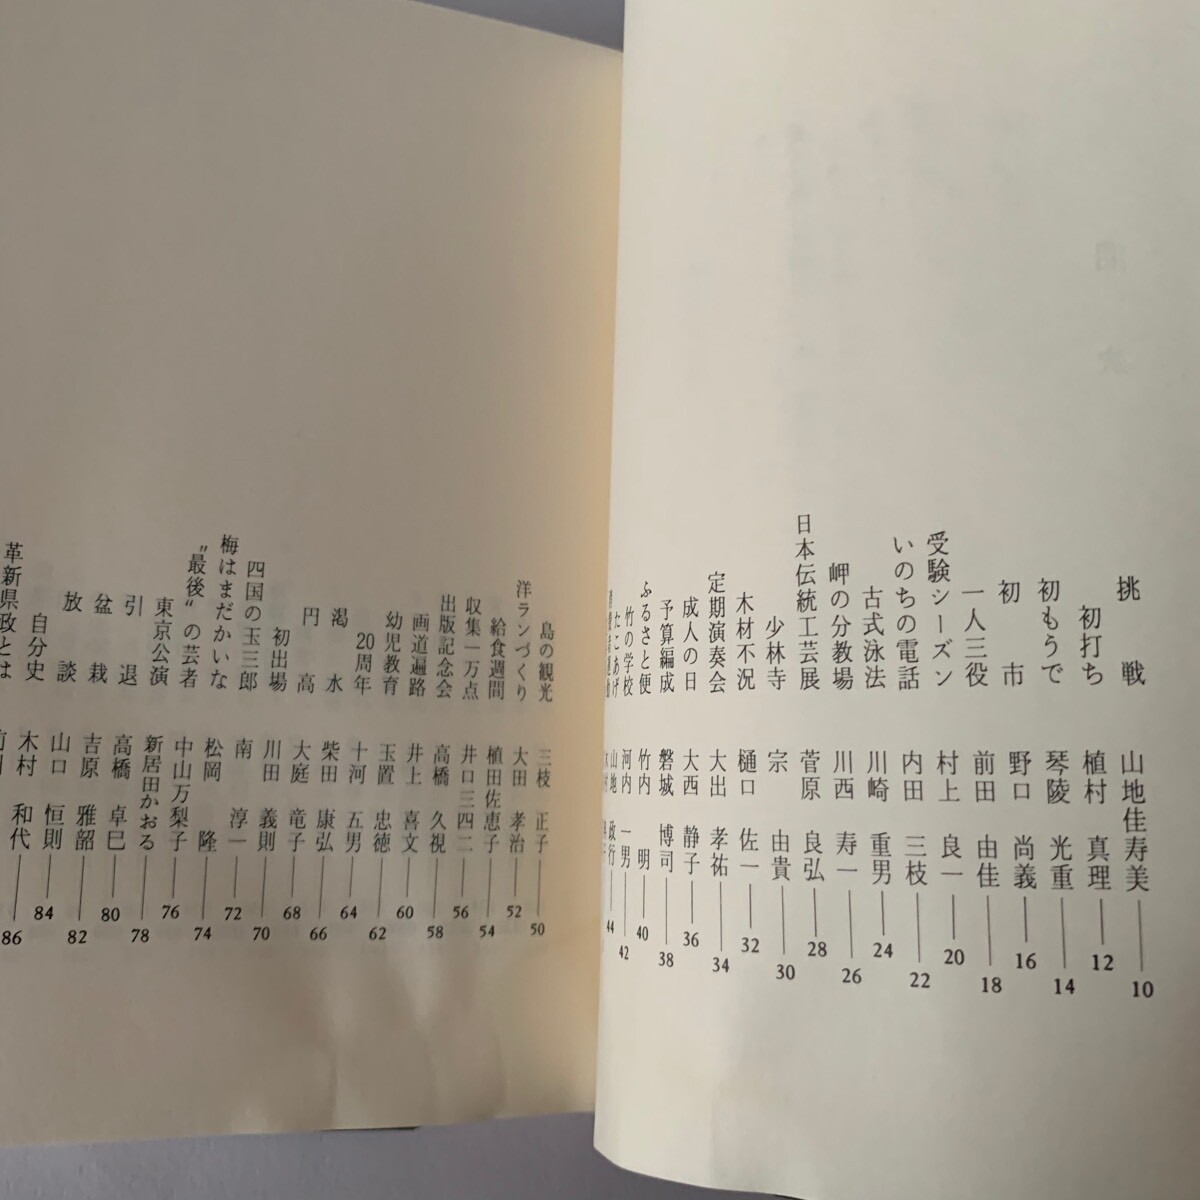 挑戦 山地佳寿美 10
初打ち 植村真理 12
初もうで 琴陵光重 14
初市 野口尚義 16
一人三役 前田由佳 18
受験シーズン 村上良一 20
いのちの電話 内田三枝 22
古式泳法 川崎重男 24
岬の分教場 川西寿一 26
日本伝統工芸展 菅原良弘 28
少林寺 宗由貴 30
木材不況 樋口佐一 32
定期演奏会 大出孝祐 34
成人の日 大西静子 36
予算編成 磐城博司 38
ふるさと便 竹内明 40
竹の学校 河内一男 42
たこあげ 山地政行 44
島の観光 三枝正子 50
洋ランづくり 大田孝治 52
給食週間 植田佐恵子 54
収集一万点 井口三四二 56
出版記念会 高橋久視 58
画道遍路 井上喜文 60
幼児教育 玉置忠徳 62
20周年 十河五男 64
渇水 柴田康弘 66
円高 大庭竜子 68
初出場 川田義則 70
四国の玉三郎 南淳一 72
梅はまだかいな 松岡隆 74
“最後”の芸者 中山万梨子 76
東京公演 新居田かおる 78
引退 高橋卓巳 80
盆栽 吉原雅韶 82
放談 山口恒則 84
自分史 木村和代 86
革新県政とは